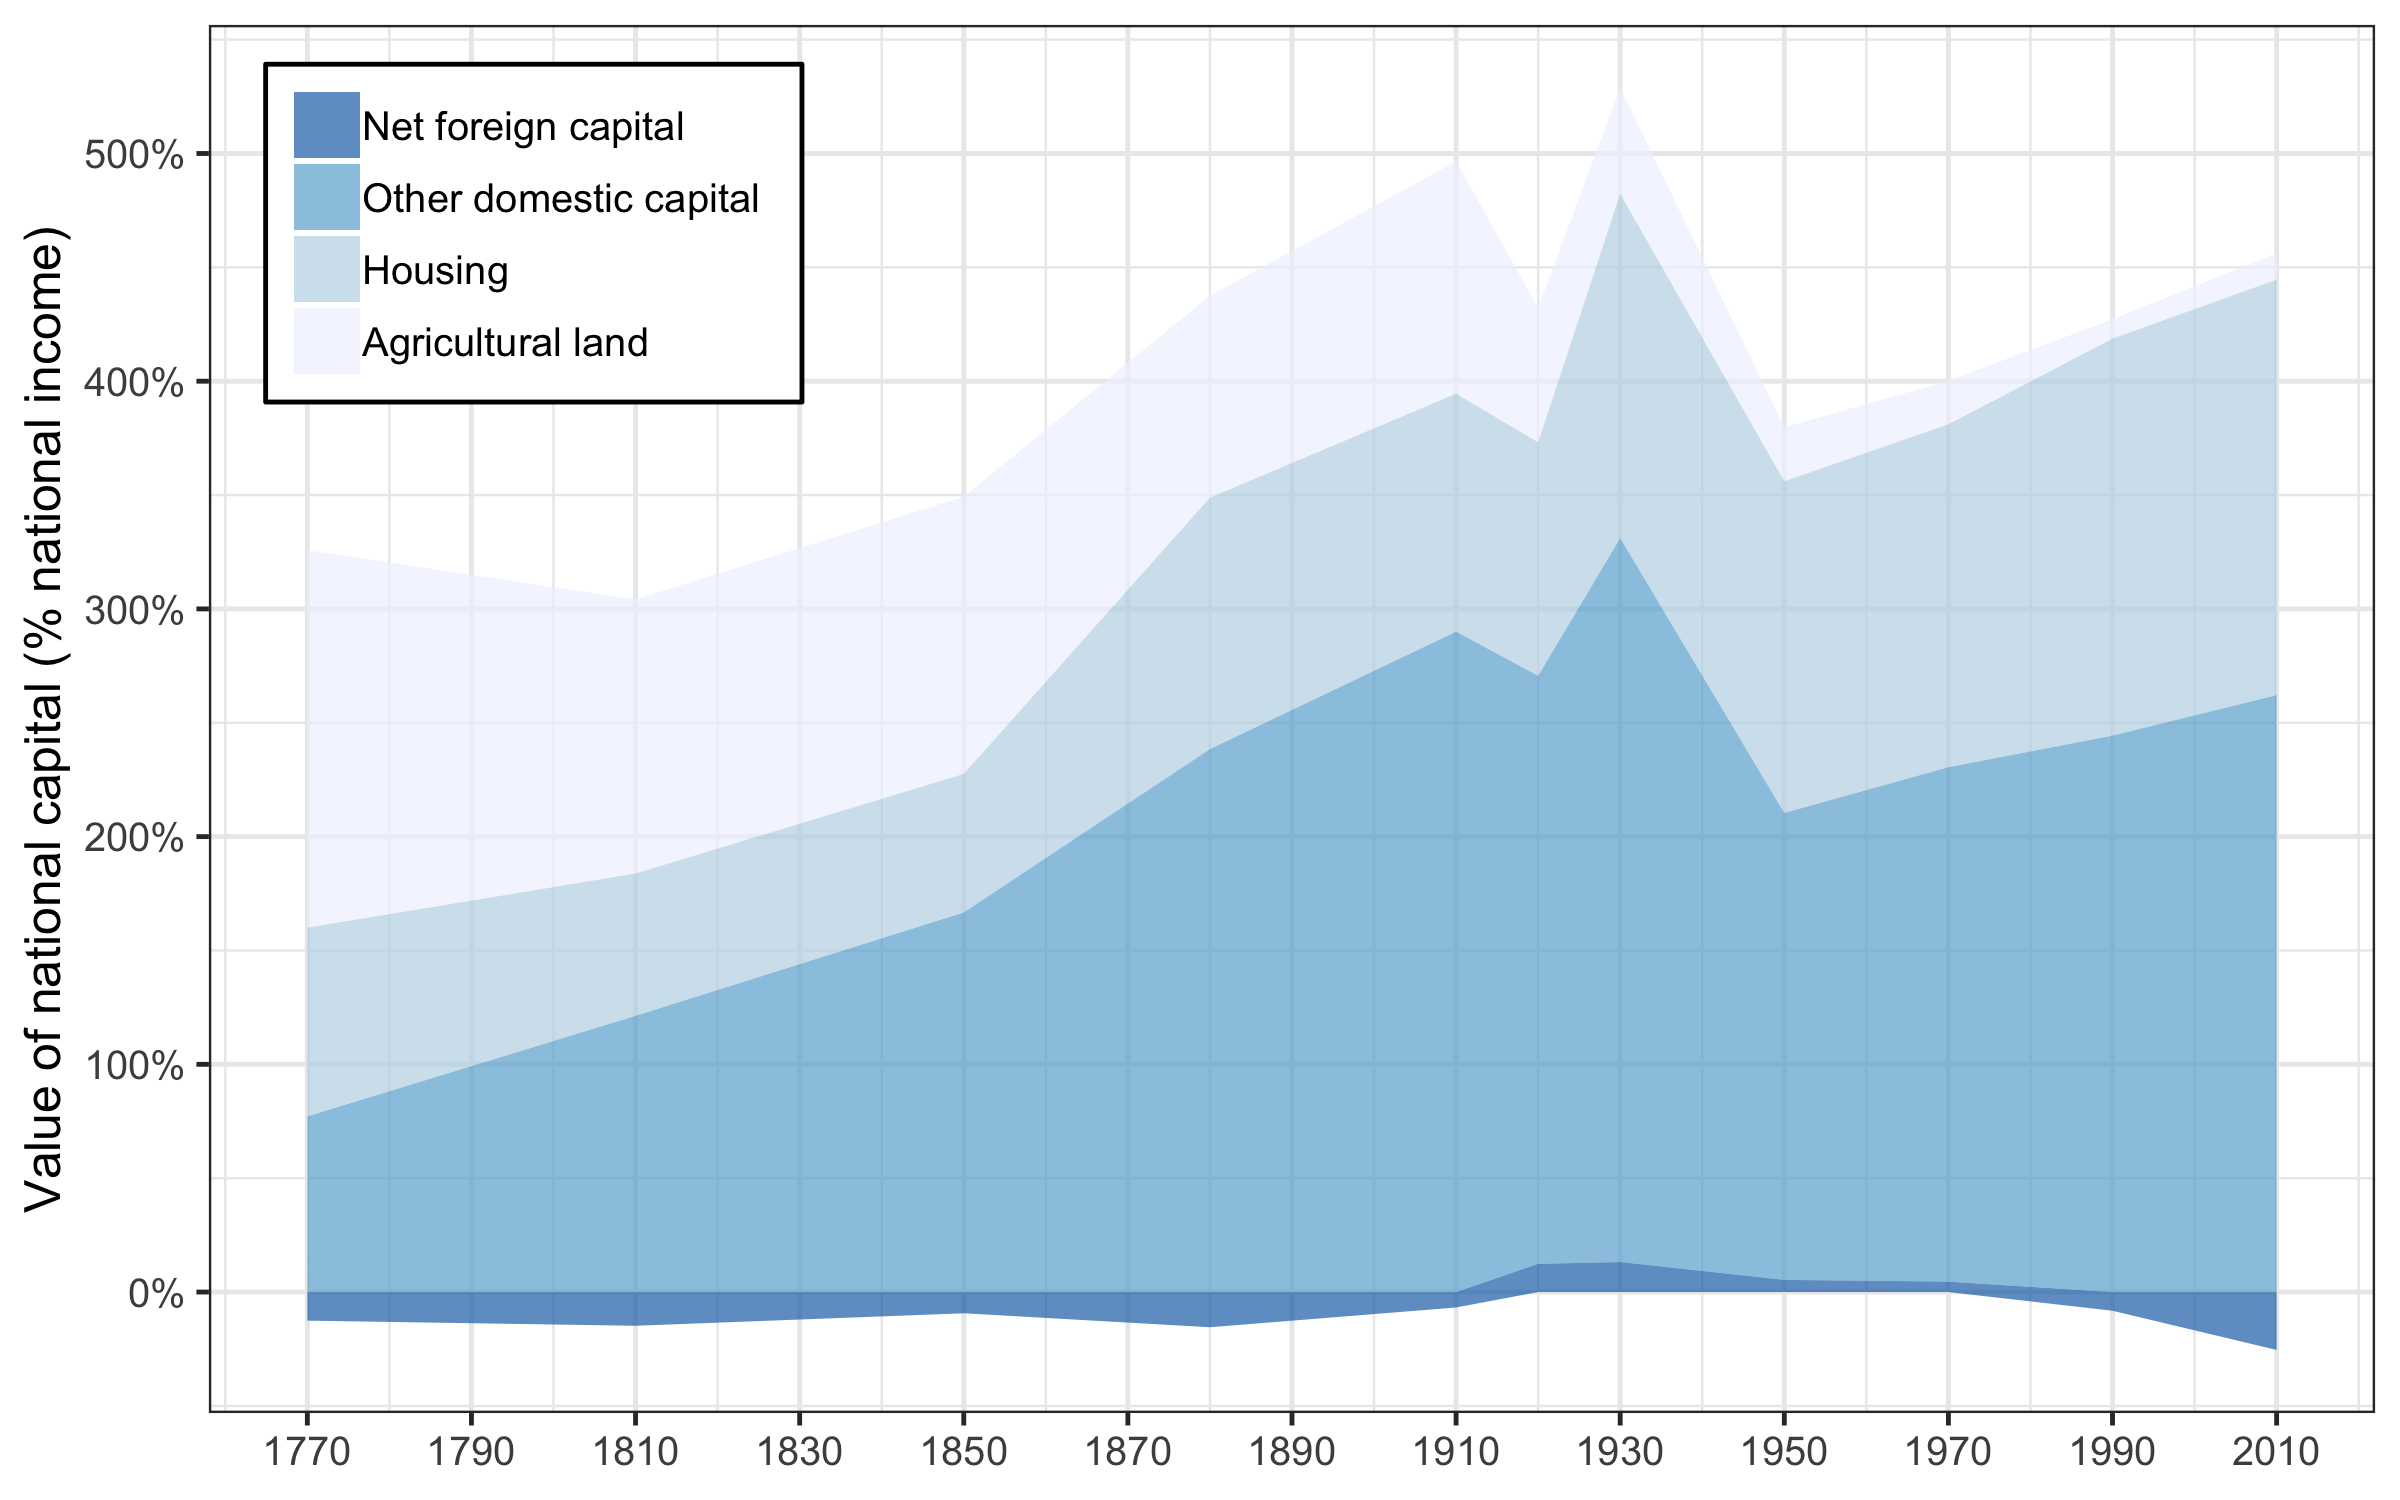 Value of national capital (% national income)
500%
400%
300%
200%
100%
0%
Net foreign capital
Other domestic capital
Housing
Agricultural land
1770 1790 1810 1830 1850 1870 1890 1910 1930 1950 1970 1990 2010